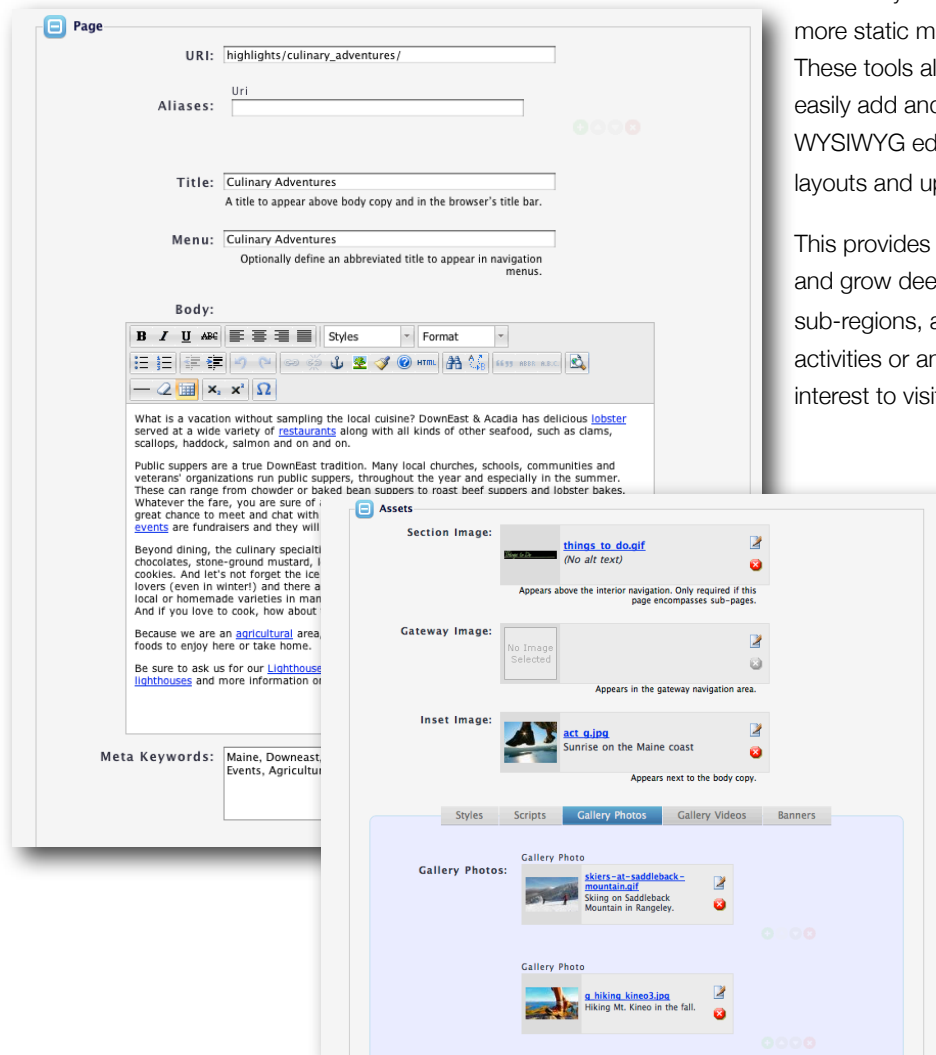 Page
URI: highlights/culinary_adventures/
Uri
Aliases:
Title: Culinary Adventures
A title to appear above body copy and in the browser's title bar.
Menu: Culinary Adventures
Optionally define an abbreviated title to appear in navigation
menus.
Body:
B I U ABC Styles Format
HTML
What is a vacation without sampling the local cuisine? DownEast & Acadia has delicious lobster
served at a wide variety of restaurants along with all kinds of other seafood, such as clams,
scallops, haddock, salmon and on and on.
Public suppers are a true DownEast tradition. Many local churches, schools, communities and
veterans' organizations run public suppers, throughout the year and especially in the summer.
These can range from chowder or baked bean suppers to roast beef suppers and lobster bakes.
Whatever the fare, you are sure of
great chance to meet and chat with
events are fundraisers and they will
Beyond dining, the culinary
chocolates, stone-ground mustard,
cookies. And let's not forget the ice
lovers (even in winter!) and there
local or homemade varieties in
And if you love to cook, how about
Because we are an agricultural area,
foods to enjoy here or take home.
Be sure to ask us for our Lighthouse
lighthouses and more information
Meta Keywords: Maine, Downeast,
Events,
more static
These tools
easily add
WYSIWYG
layouts and
This provides
and grow
sub-regions,
activities or
interest to
Assets
Section Image: things_to_do.gif
(No alt text)
Appears above the interior navigation. Only required if this
page encompasses sub-pages.
Gateway Image: No Image
Selected
Appears in the gateway navigation area.
Inset Image: act_g.jpg
Sunrise on the Maine coast
Appears next to the body copy.
Styles Scripts Gallery Photos Gallery Videos Banners
Gallery Photo
Gallery Photos: skiers-at-saddleback-
mountain.gif
Skiing on Saddleback
Mountain in Rangeley.
Gallery Photo
g_hiking_kineo3.jpg
Hiking Mt. Kineo in the fall.